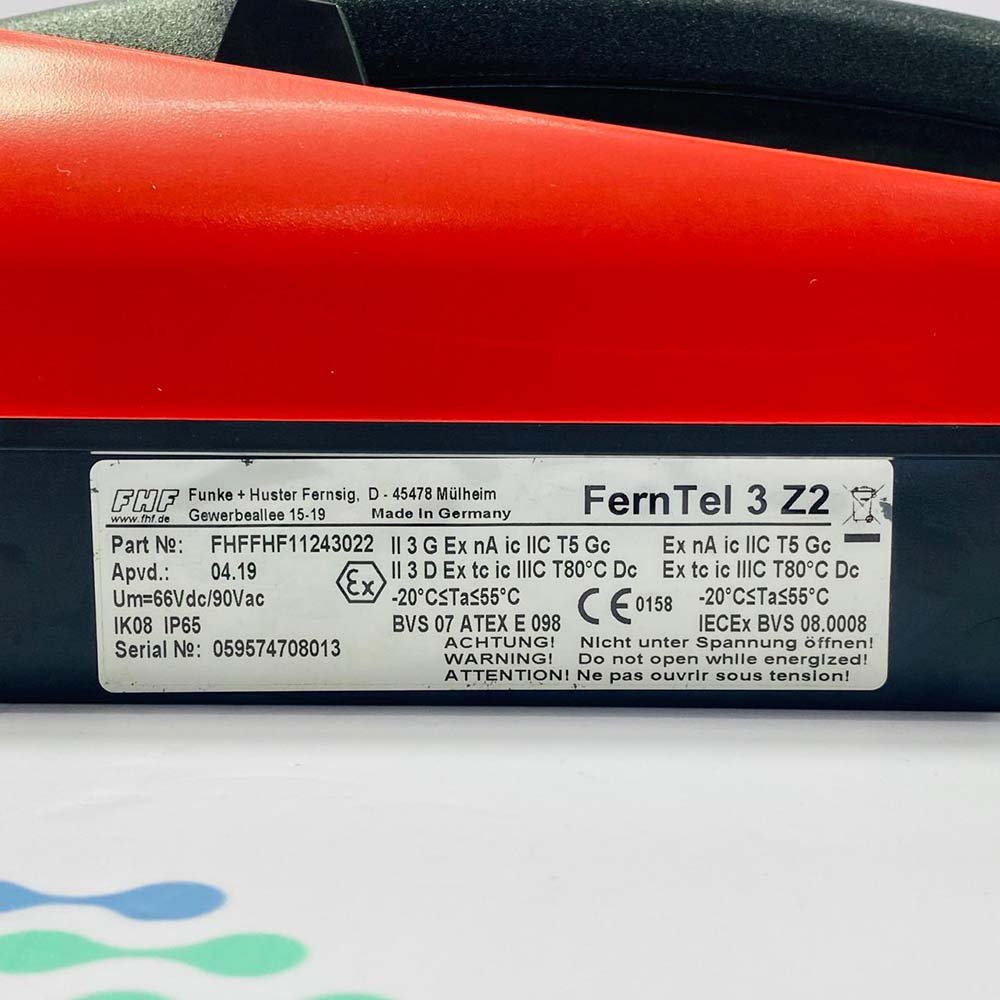 FHF Funke + Huster Fernsig, D - 45478 Mülheim
www.fhf.de Gewerbeallee 15-19 Made In Germany
FernTel 3 Z2
Part №: FHFFHF11243022
Apvd.: 04.19
Um=66Vdc/90Vac
IK08 IP65
Serial №: 059574708013
Ex
II 3 G Ex nA ic IIC T5 Gc
II 3 D Ex tc ic IIIC T80°C Dc
-20°C≤Ta≤55°C
BVS 07 ATEX E 098
CE 0158
Ex nA ic IIC T5 Gc
Ex tc ic IIIC T80°C Dc
-20°C≤Ta≤55°C
IECEx BVS 08.0008
ACHTUNG! Nicht unter Spannung öffnen!
WARNING! Do not open while energized!
ATTENTION! Ne pas ouvrir sous tension!